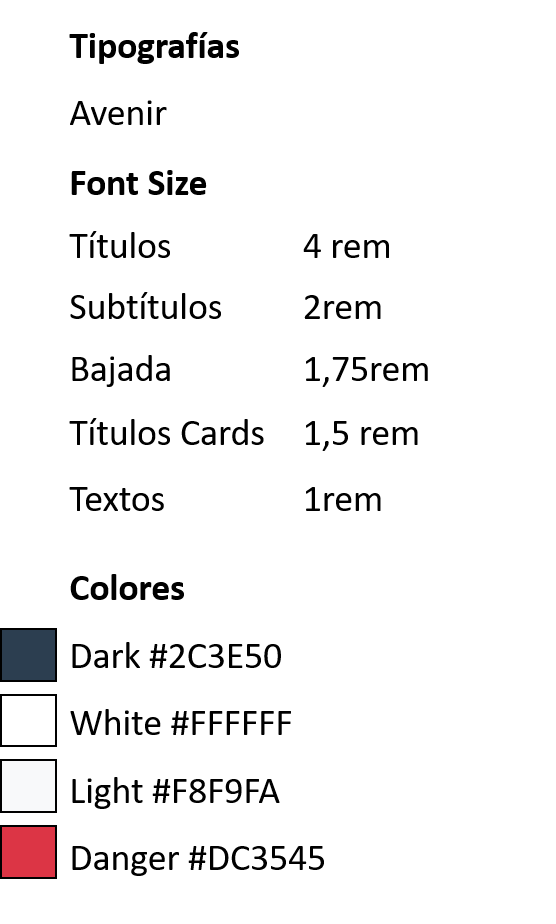 Tipografías
Avenir
Font Size
Títulos 4 rem
Subtítulos 2rem
Bajada 1,75rem
Títulos Cards 1,5 rem
Textos 1rem
Colores
Dark #2C3E50
White #FFFFFF
Light #F8F9FA
Danger #DC3545